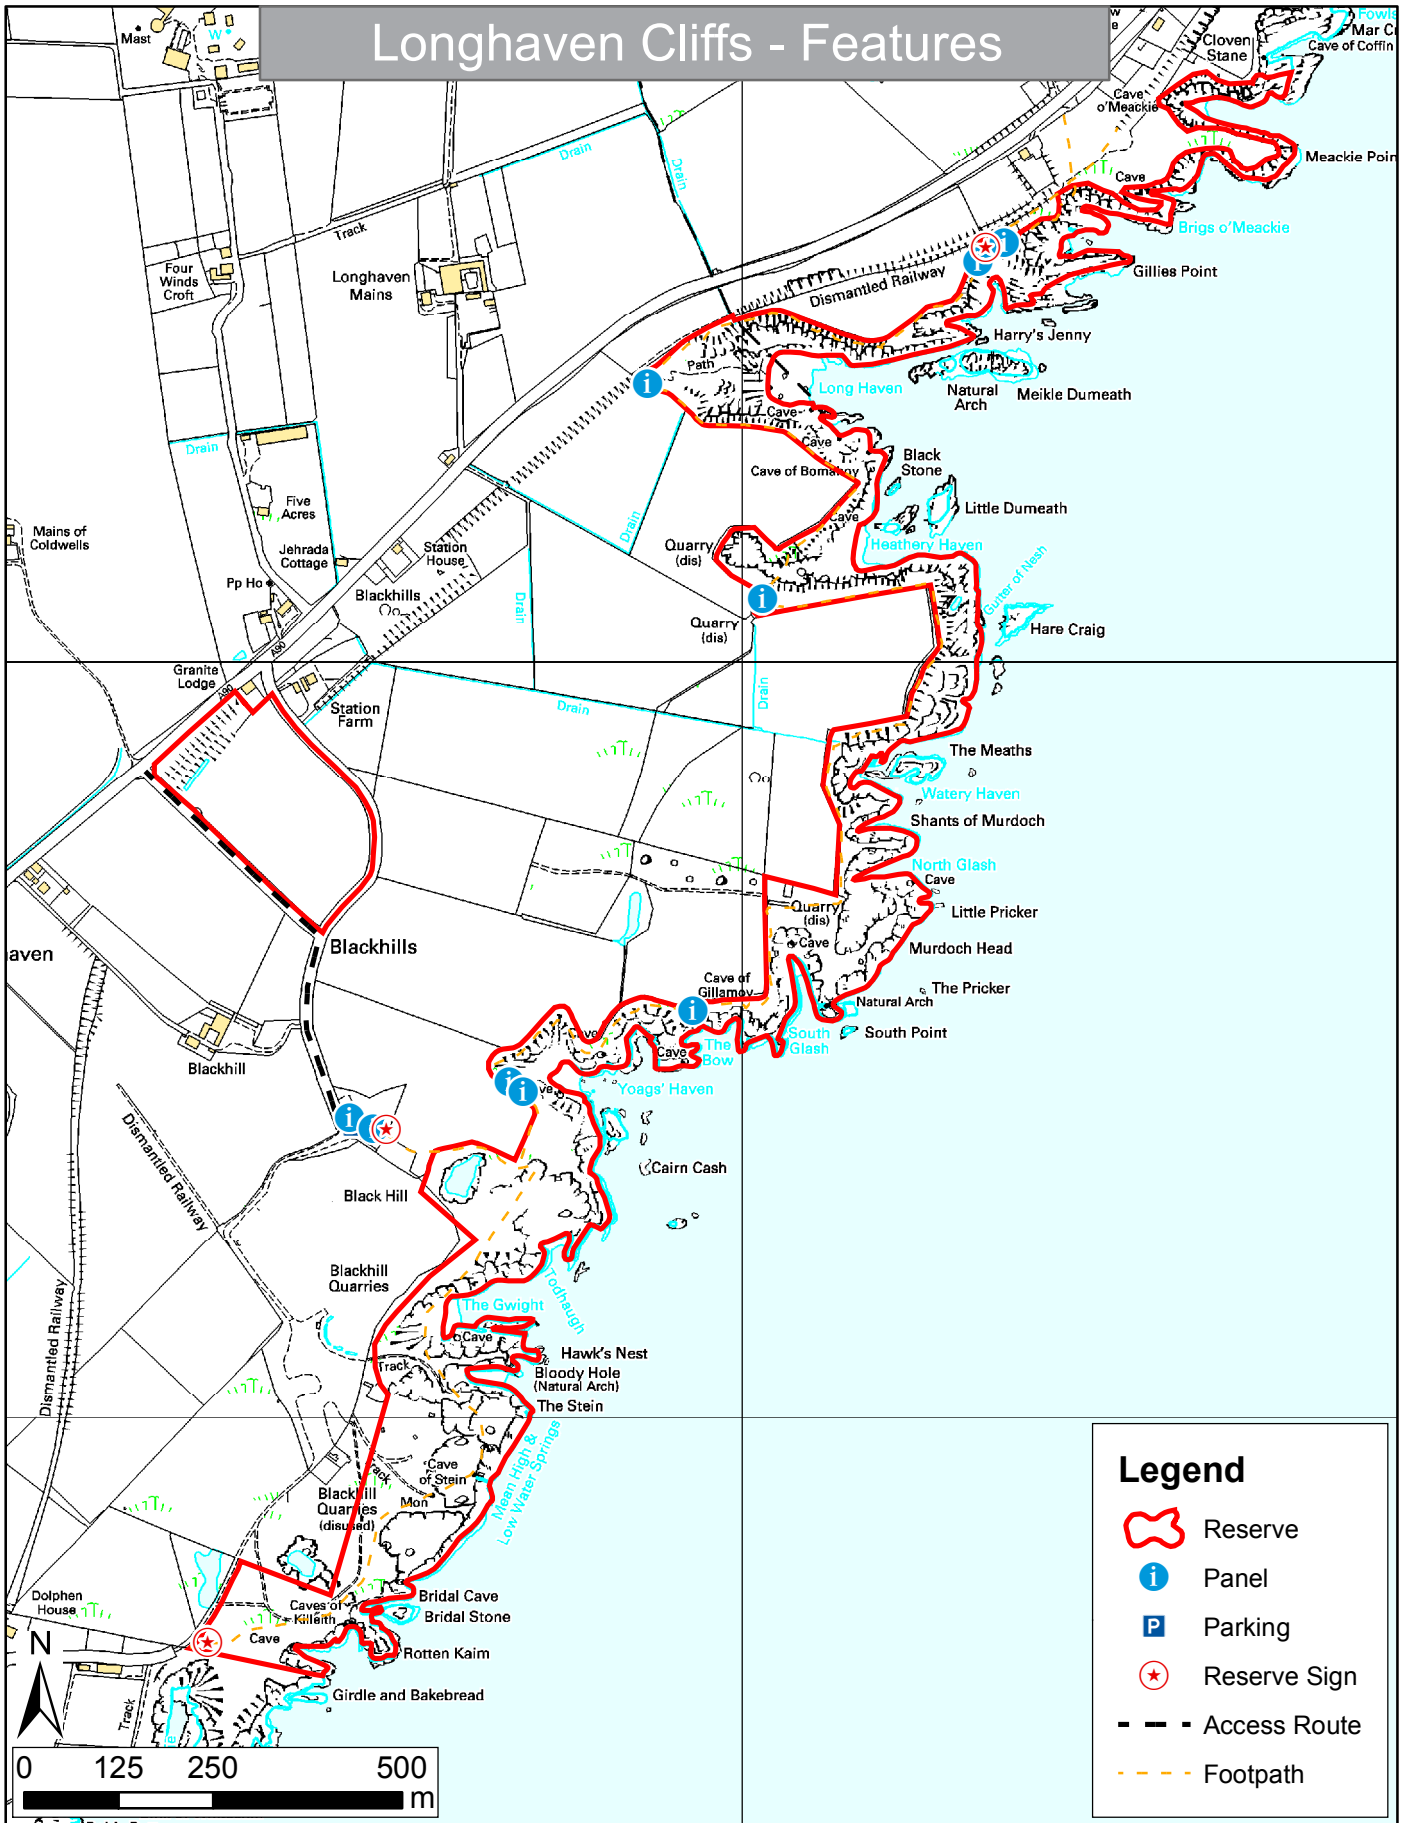 Longhaven Cliffs - Features
Mast
W
Fowls
Mar Cr
Cave of Coffin
Cloven
Stane
Cave
o'Meackie
Meackie Poin
Cave
Brigs o'Meackie
Gillies Point
Drain
Drain
Track
Four
Winds
Croft
Longhaven
Mains
Dismantled Railway
Harry's Jenny
Natural
Arch
Meikle Dumeath
Path
Long Haven
Cave
Cave
Cave of Bomahoy
Black
Stone
Little Dumeath
Cave
Heathery Haven
Gutter of Nesh
Hare Craig
Drain
Five
Acres
Mains of
Coldwells
Jehrada
Cottage
Station
House
Pp Ho
Blackhills
Drain
Drain
Quarry
(dis)
Quarry
(dis)
A90
Granite
Lodge
A90
Station
Farm
Drain
Drain
The Meaths
Watery Haven
Shants of Murdoch
North Glash
Cave
Little Pricker
Quarry
(dis)
Cave
Murdoch Head
The Pricker
Natural Arch
South Point
South
Glash
Cave of
Gillamoy
The
Bow
Cave
Cave
Yoags' Haven
Cairn Cash
aven
Blackhills
Blackhill
Dismantled Railway
Black Hill
Blackhill
Quarries
Dismantled Railway
Todhaugh
The Gwight
Cave
Hawk's Nest
Bloody Hole
(Natural Arch)
The Stein
Track
Mean High &
Low Water Springs
Cave
of Stein
Track
Mon
Blackhill
Quarries
(disused)
Dolphen
House
Caves of
Killeith
Cave
Bridal Cave
Bridal Stone
Rotten Kaim
Girdle and Bakebread
Track
N
0 125 250 500
m
Legend
Reserve
i Panel
P Parking
Reserve Sign
Access Route
Footpath